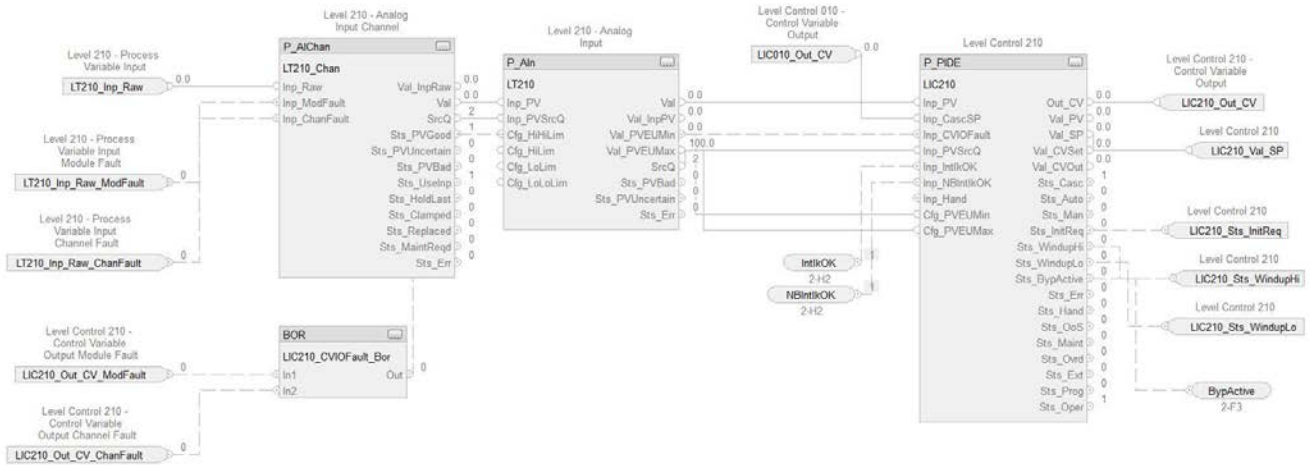 Level 210 - Process
Variable Input
LT210_Inp_Raw
0.0
Level 210 - Process
Variable Input
Module Fault
LT210_Inp_Raw_ModFault
0
Level 210 - Process
Variable Input
Channel Fault
LT210_Inp_Raw_ChanFault
0
Level Control 210 -
Control Variable
Output Module Fault
LIC210_Out_CV_ModFault
0
Level Control 210 -
Control Variable
Output Channel Fault
LIC210_Out_CV_ChanFault
0
Level 210 - Analog
Input Channel
P_AIChan
LT210_Chan
Inp_Raw
Inp_ModFault
Inp_ChanFault
Val_InpRaw 0.0
Val 0.0
SrcQ 2
Sts_PVGood 1
Sts_PVUncertain 0
Sts_PVBad 0
Sts_UseInp 1
Sts_HoldLast 0
Sts_Clamped 0
Sts_Replaced 0
Sts_MaintReqd 0
Sts_Err 0
BOR
LIC210_CVIOFault_Bor
In1
In2
Out 0
Level 210 - Analog
Input
P_AIn
LT210
Inp_PV
Inp_PVSrcQ
Cfg_HiHiLim
Cfg_HiLim
Cfg_LoLim
Cfg_LoLoLim
Val 0.0
Val_InpPV 0.0
Val_PVEUMin 0.0
Val_PVEUMax 100.0
SrcQ 2
Sts_PVBad 0
Sts_PVUncertain 0
Sts_Err 0
Level Control 010 -
Control Variable
Output
LIC010_Out_CV
0.0
IntlkOK
2-H2
NBIntlkOK
2-H2
Level Control 210
P_PIDE
LIC210
Inp_PV
Inp_CascSP
Inp_CVIOFault
Inp_PVSrcQ
Inp_IntlkOK
Inp_NBIntlkOK
Inp_Hand
Cfg_PVEUMin
Cfg_PVEUMax
Out_CV 0.0
Val_PV 0.0
Val_SP 0.0
Val_CVSet 0.0
Val_CVOut 0.0
Sts_Casc 1
Sts_Auto 0
Sts_Man 0
Sts_InitReq 0
Sts_WindupHi 0
Sts_WindupLo 0
Sts_BypActive 0
Sts_Err 0
Sts_Hand 0
Sts_OoS 0
Sts_Maint 0
Sts_Ovrd 0
Sts_Ext 0
Sts_Prog 0
Sts_Oper 1
Level Control 210 -
Control Variable
Output
LIC210_Out_CV
Level Control 210
LIC210_Val_SP
Level Control 210
LIC210_Sts_InitReq
Level Control 210
LIC210_Sts_WindupHi
Level Control 210
LIC210_Sts_WindupLo
BypActive
2-F3